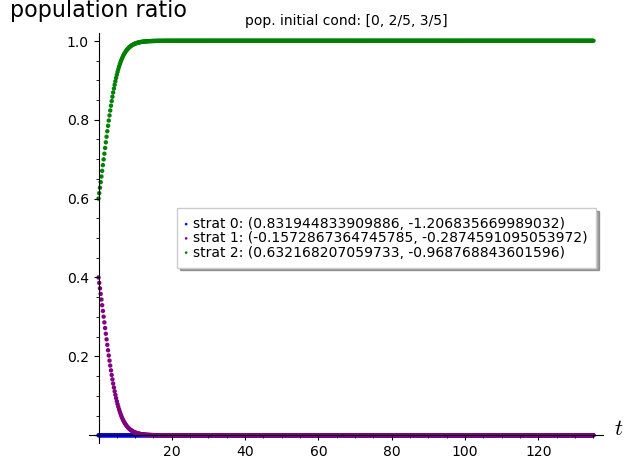 population ratio
pop. initial cond: [0, 2/5, 3/5]
1.0
0.8
0.6
0.4
0.2
strat 0: (0.831944833909886, -1.206835669989032)
strat 1: (-0.1572867364745785, -0.2874591095053972)
strat 2: (0.632168207059733, -0.968768843601596)
20
40
60
80
100
120
t